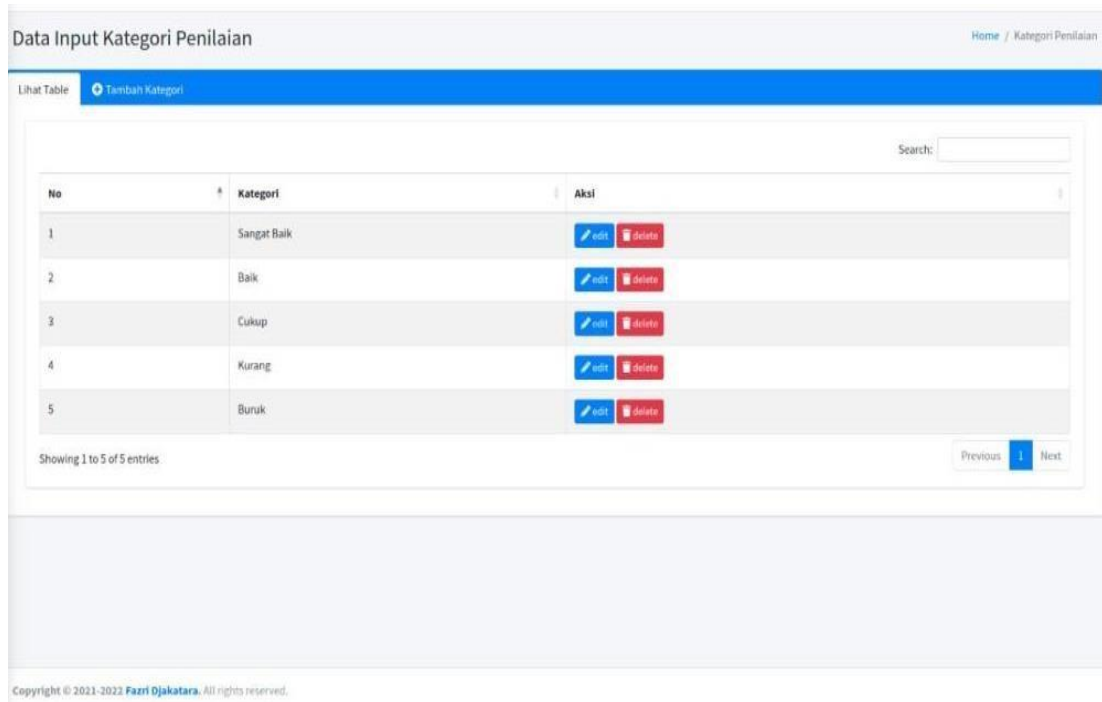 Data Input Kategori Penilaian
Home / Kategori Penilaian
Lihat Table Tambah Kategori
Search:
No Kategori Aksi
1 Sangat Baik edit delete
2 Baik edit delete
3 Cukup edit delete
4 Kurang edit delete
5 Buruk edit delete
Showing 1 to 5 of 5 entries
Previous 1 Next
Copyright © 2021-2022 Fazri Djakatara. All rights reserved.